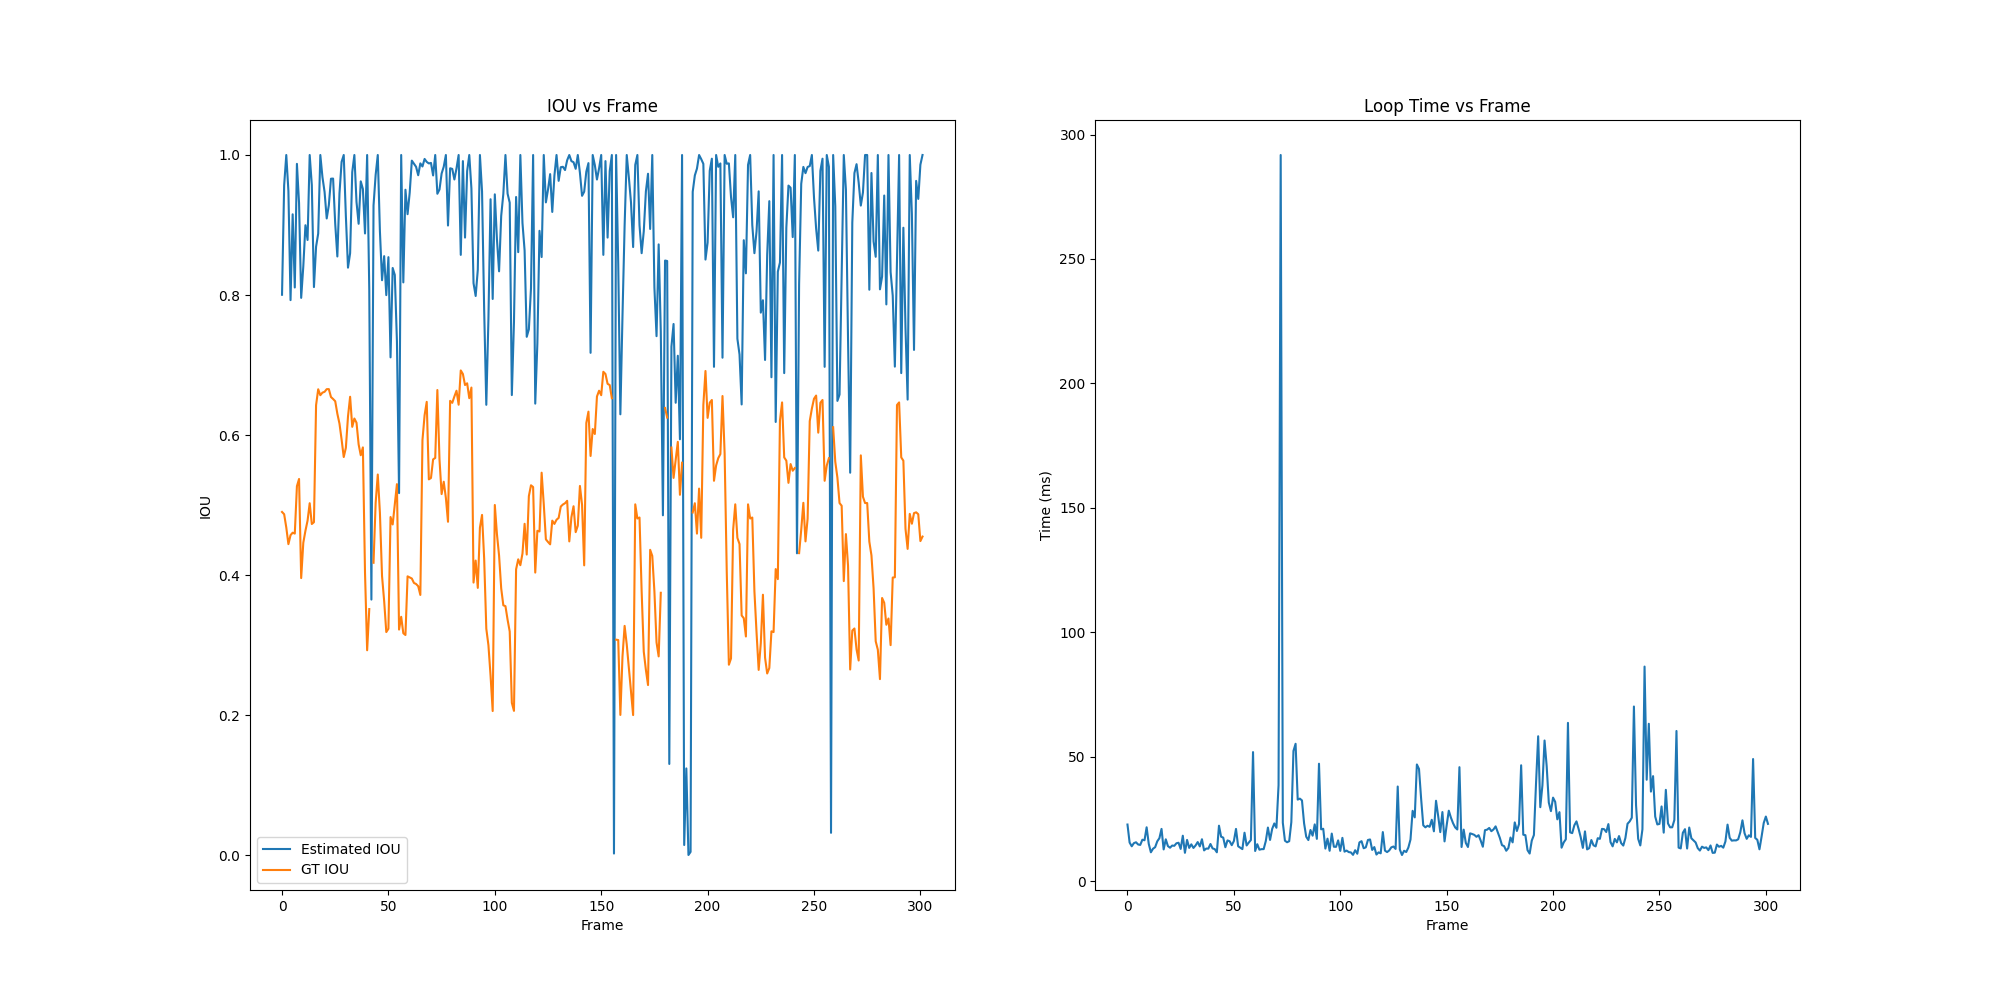 IOU vs Frame
IOU
1.0
0.8
0.6
0.4
0.2
0.0
Estimated IOU
GT IOU
0 50 100 150 200 250 300
Frame
Loop Time vs Frame
Time (ms)
300
250
200
150
100
50
0
0 50 100 150 200 250 300
Frame